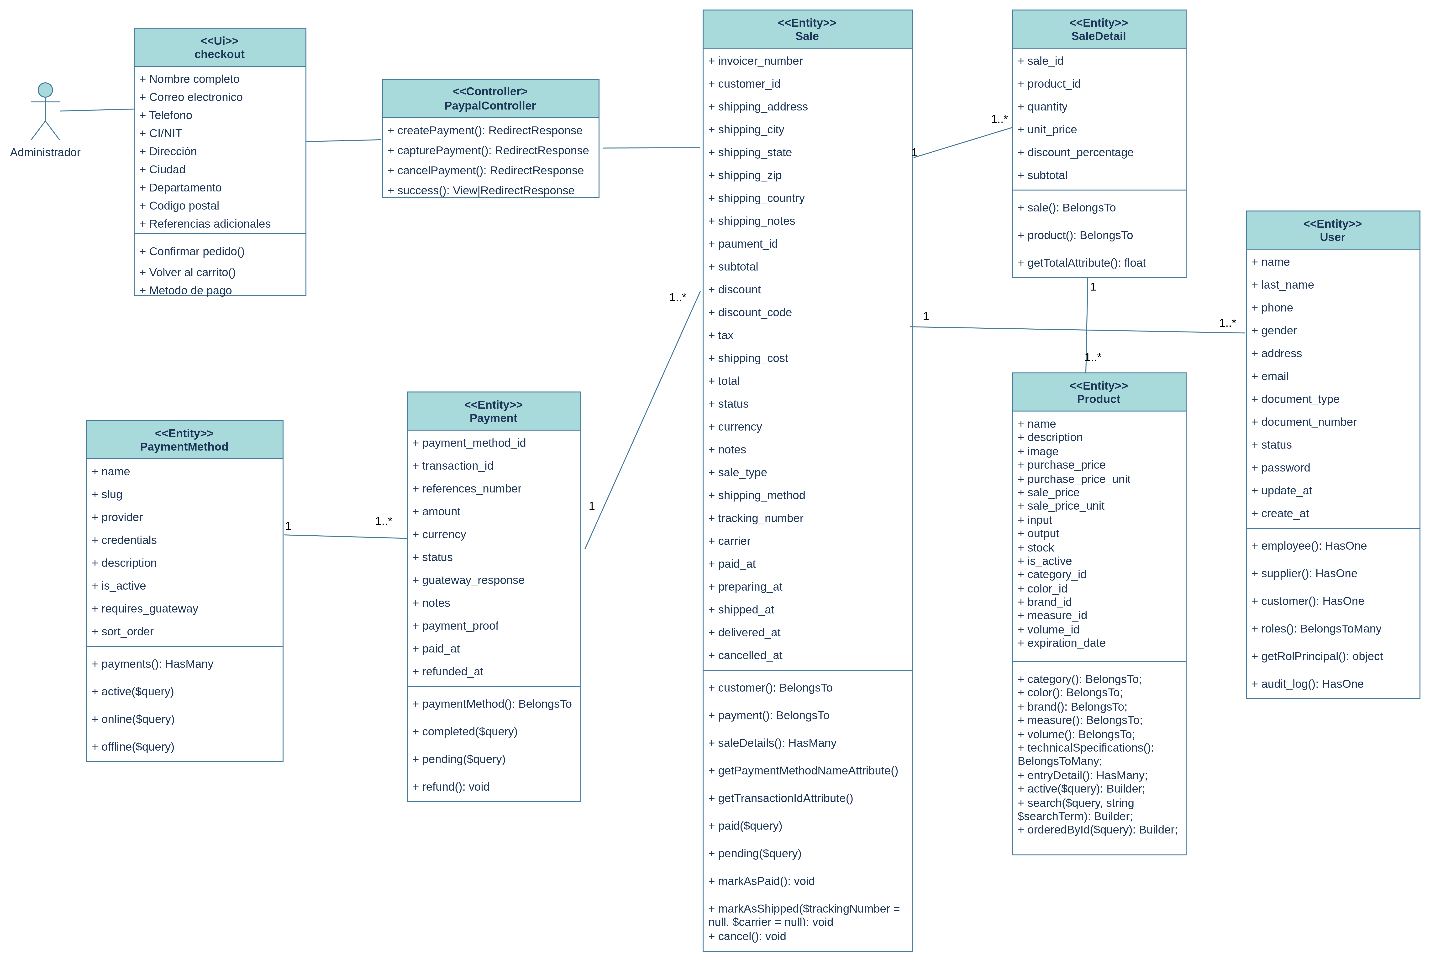 Administrador
<<Ui>>
checkout
+ Nombre completo
+ Correo electronico
+ Telefono
+ CI/NIT
+ Dirección
+ Ciudad
+ Departamento
+ Codigo postal
+ Referencias adicionales
+ Confirmar pedido()
+ Volver al carrito()
+ Metodo de pago
<<Controller>
PaypalController
+ createPayment(): RedirectResponse
+ capturePayment(): RedirectResponse
+ cancelPayment(): RedirectResponse
+ success(): View|RedirectResponse
<<Entity>>
Sale
+ invoicer_number
+ customer_id
+ shipping_address
+ shipping_city
+ shipping_state
+ shipping_zip
+ shipping_country
+ shipping_notes
+ paument_id
+ subtotal
+ discount
+ discount_code
+ tax
+ shipping_cost
+ total
+ status
+ currency
+ notes
+ sale_type
+ shipping_method
+ tracking_number
+ carrier
+ paid_at
+ preparing_at
+ shipped_at
+ delivered_at
+ cancelled_at
+ customer(): BelongsTo
+ payment(): BelongsTo
+ saleDetails(): HasMany
+ getPaymentMethodNameAttribute()
+ getTransactionIdAttribute()
+ paid($query)
+ pending($query)
+ markAsPaid(): void
+ markAsShipped($trackingNumber =
null, $carrier = null): void
+ cancel(): void
1
1..*
<<Entity>>
SaleDetail
+ sale_id
+ product_id
+ quantity
+ unit_price
+ discount_percentage
+ subtotal
+ sale(): BelongsTo
+ product(): BelongsTo
+ getTotalAttribute(): float
1
1..*
<<Entity>>
Product
+ name
+ description
+ image
+ purchase_price
+ purchase_price_unit
+ sale_price
+ sale_price_unit
+ input
+ output
+ stock
+ is_active
+ category_id
+ color_id
+ brand_id
+ measure_id
+ volume_id
+ expiration_date
+ category(): BelongsTo;
+ color(): BelongsTo;
+ brand(): BelongsTo;
+ measure(): BelongsTo;
+ volume(): BelongsTo;
+ technicalSpecifications():
BelongsToMany;
+ entryDetail(): HasMany;
+ active($query): Builder;
+ search($query, string
$searchTerm): Builder;
+ orderedById($query): Builder;
1
1..*
<<Entity>>
User
+ name
+ last_name
+ phone
+ gender
+ address
+ email
+ document_type
+ document_number
+ status
+ password
+ update_at
+ create_at
+ employee(): HasOne
+ supplier(): HasOne
+ customer(): HasOne
+ roles(): BelongsToMany
+ getRolPrincipal(): object
+ audit_log(): HasOne
<<Entity>>
PaymentMethod
+ name
+ slug
+ provider
+ credentials
+ description
+ is_active
+ requires_guateway
+ sort_order
+ payments(): HasMany
+ active($query)
+ online($query)
+ offline($query)
1
1..*
<<Entity>>
Payment
+ payment_method_id
+ transaction_id
+ references_number
+ amount
+ currency
+ status
+ guateway_response
+ notes
+ payment_proof
+ paid_at
+ refunded_at
+ paymentMethod(): BelongsTo
+ completed($query)
+ pending($query)
+ refund(): void
1
1..*